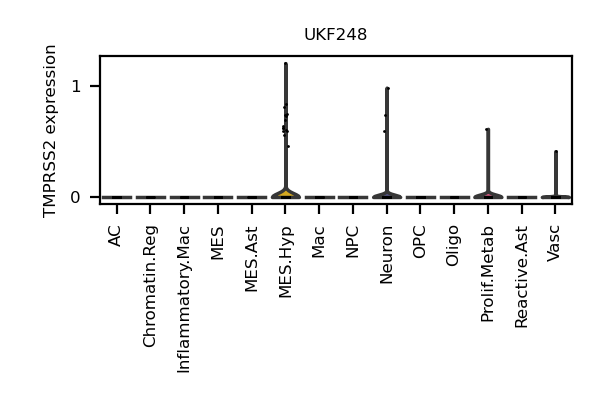 UKF248
TMPRSS2 expression
1
0
AC
Chromatin.Reg
Inflammatory.Mac
MES
MES.Ast
MES.Hyp
Mac
NPC
Neuron
OPC
Oligo
Prolif.Metab
Reactive.Ast
Vasc